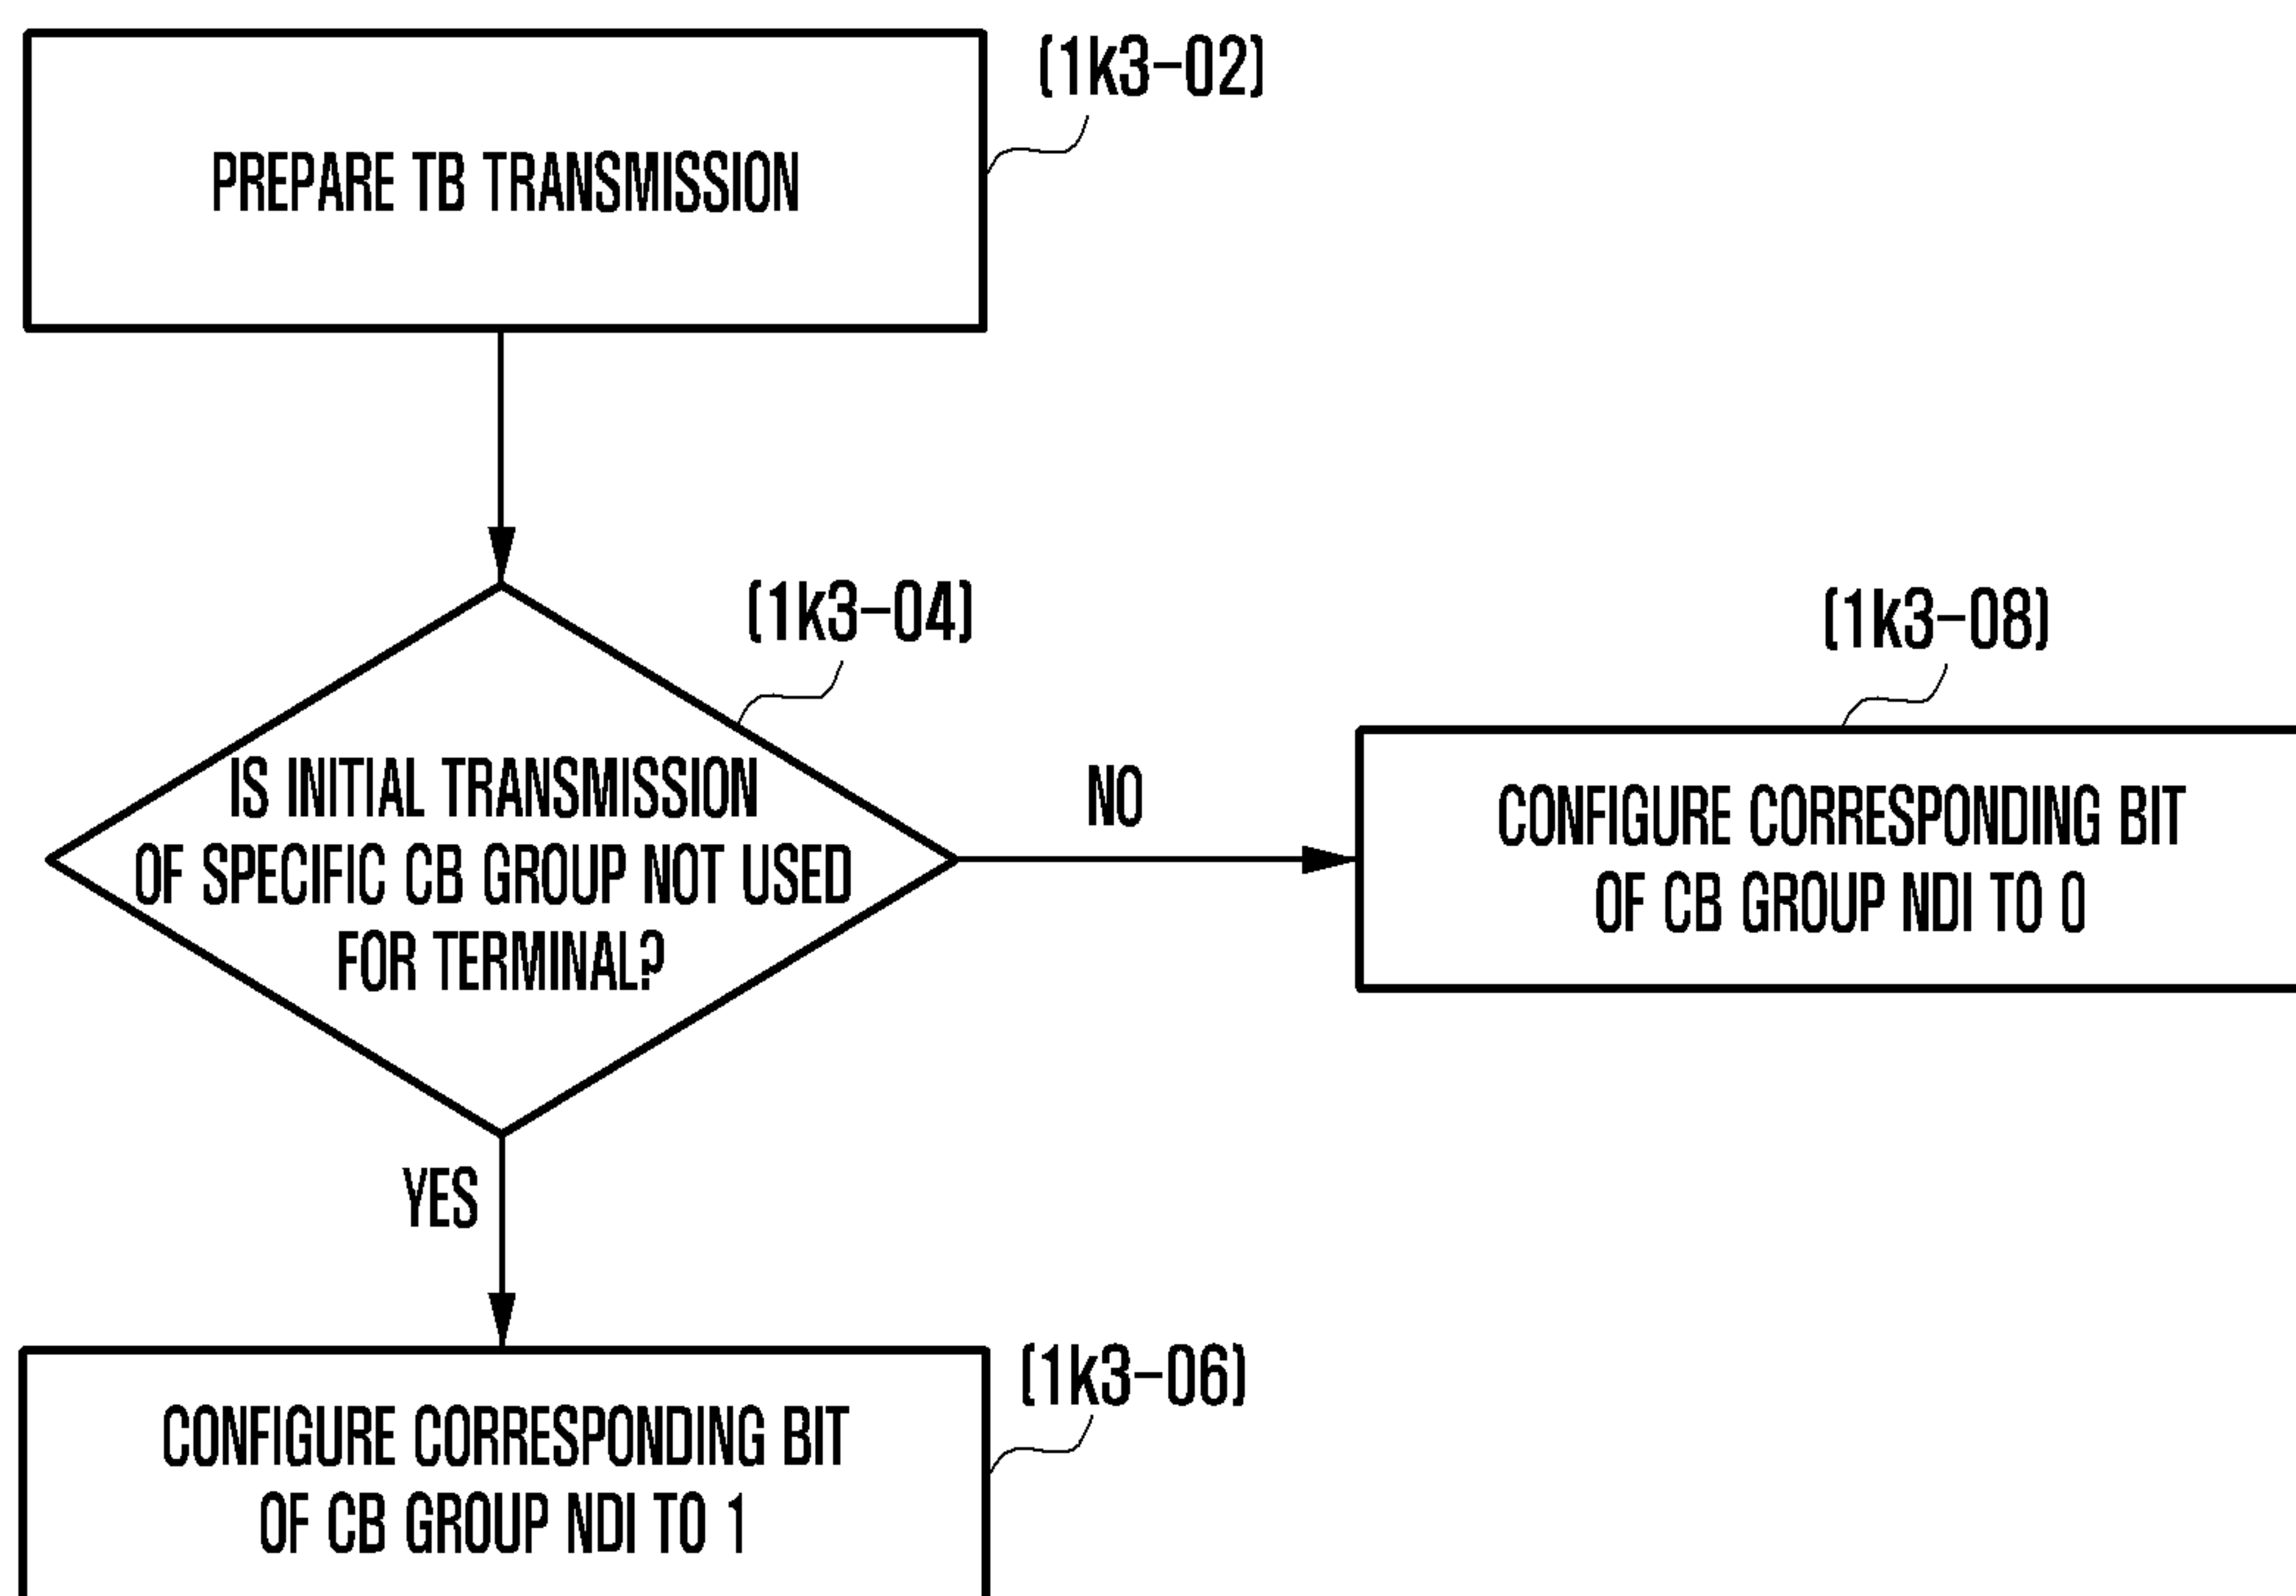 (1k3-02)
PREPARE TB TRANSMISSION
(1k3-04)
IS INITIAL TRANSMISSION
OF SPECIFIC CB GROUP NOT USED
FOR TERMINAL?
NO
(1k3-08)
CONFIGURE CORRESPONDING BIT
OF CB GROUP NDI TO 0
YES
(1k3-06)
CONFIGURE CORRESPONDING BIT
OF CB GROUP NDI TO 1